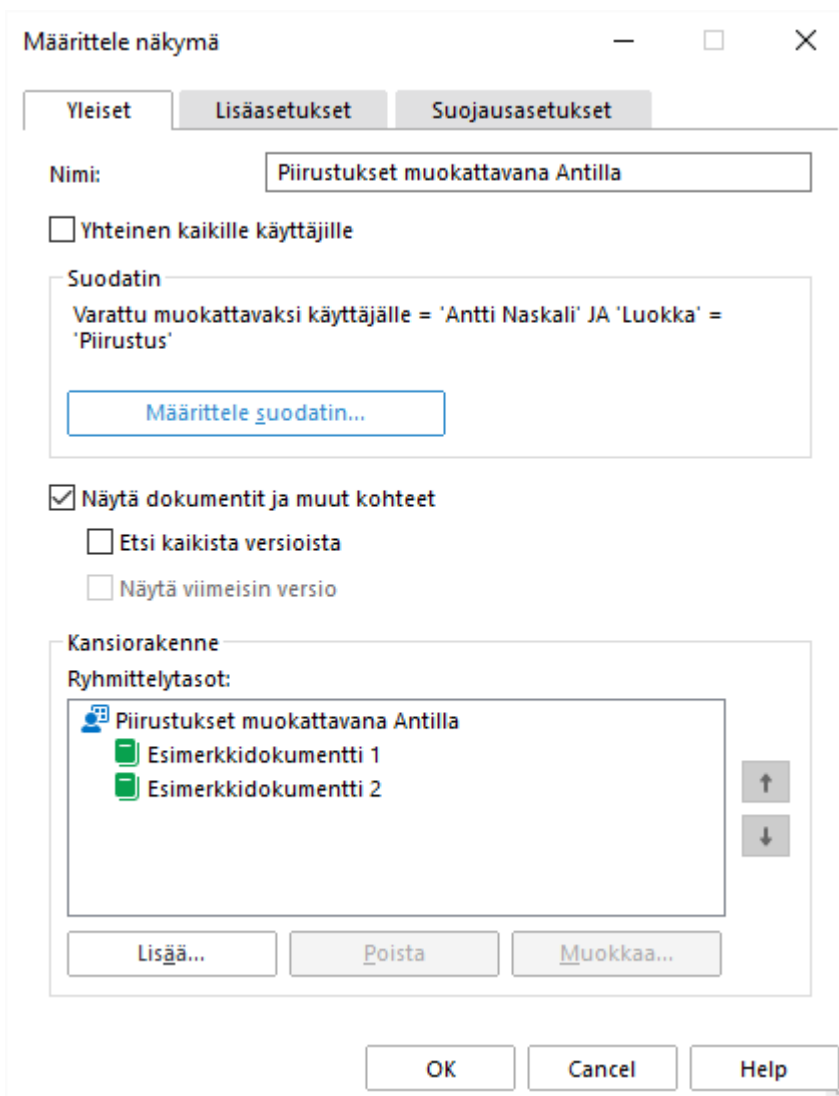 Määrittele näkymä
Yleiset Lisäasetukset Suojausasetukset
Nimi: Piirustukset muokattavana Antilla
Yhteinen kaikille käyttäjille
Suodatin
Varattu muokattavaksi käyttäjälle = 'Antti Naskali' JA 'Luokka' =
'Piirustus'
Määrittele suodatin...
Näytä dokumentit ja muut kohteet
Etsi kaikista versioista
Näytä viimeisin versio
Kansiorakenne
Ryhmittelytasot:
Piirustukset muokattavana Antilla
Esimerkkidokumentti 1
Esimerkkidokumentti 2
Lisää... Poista Muokkaa...
OK Cancel Help